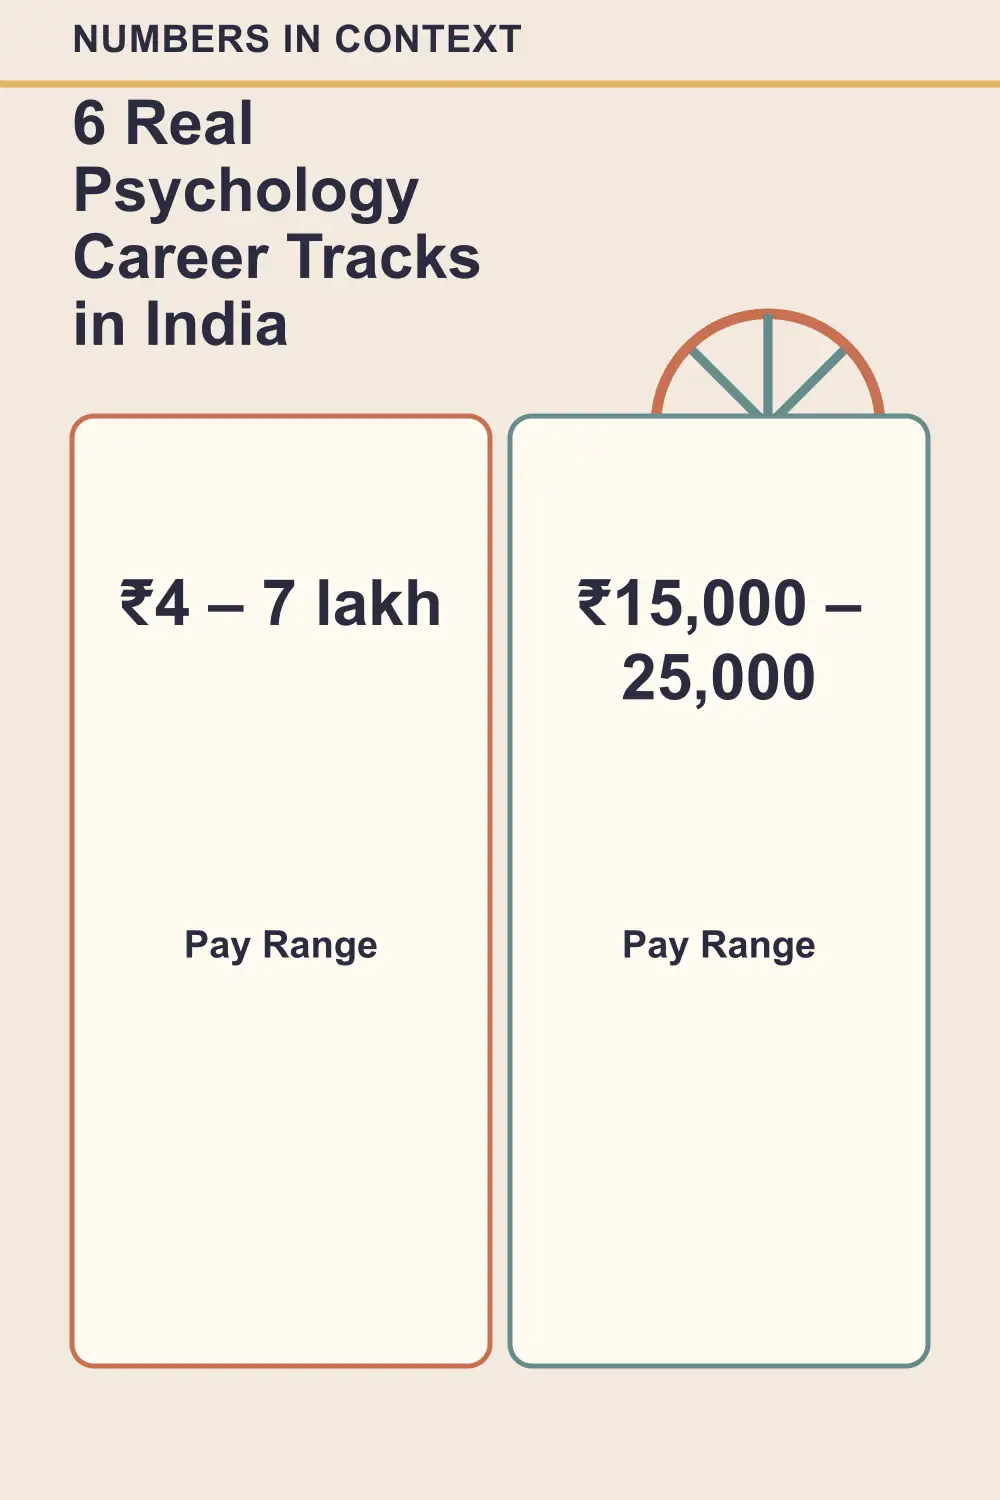 NUMBERS IN CONTEXT
6 Real
Psychology
Career Tracks
in India
₹4 – 7 lakh
Pay Range
₹15,000 –
25,000
Pay Range